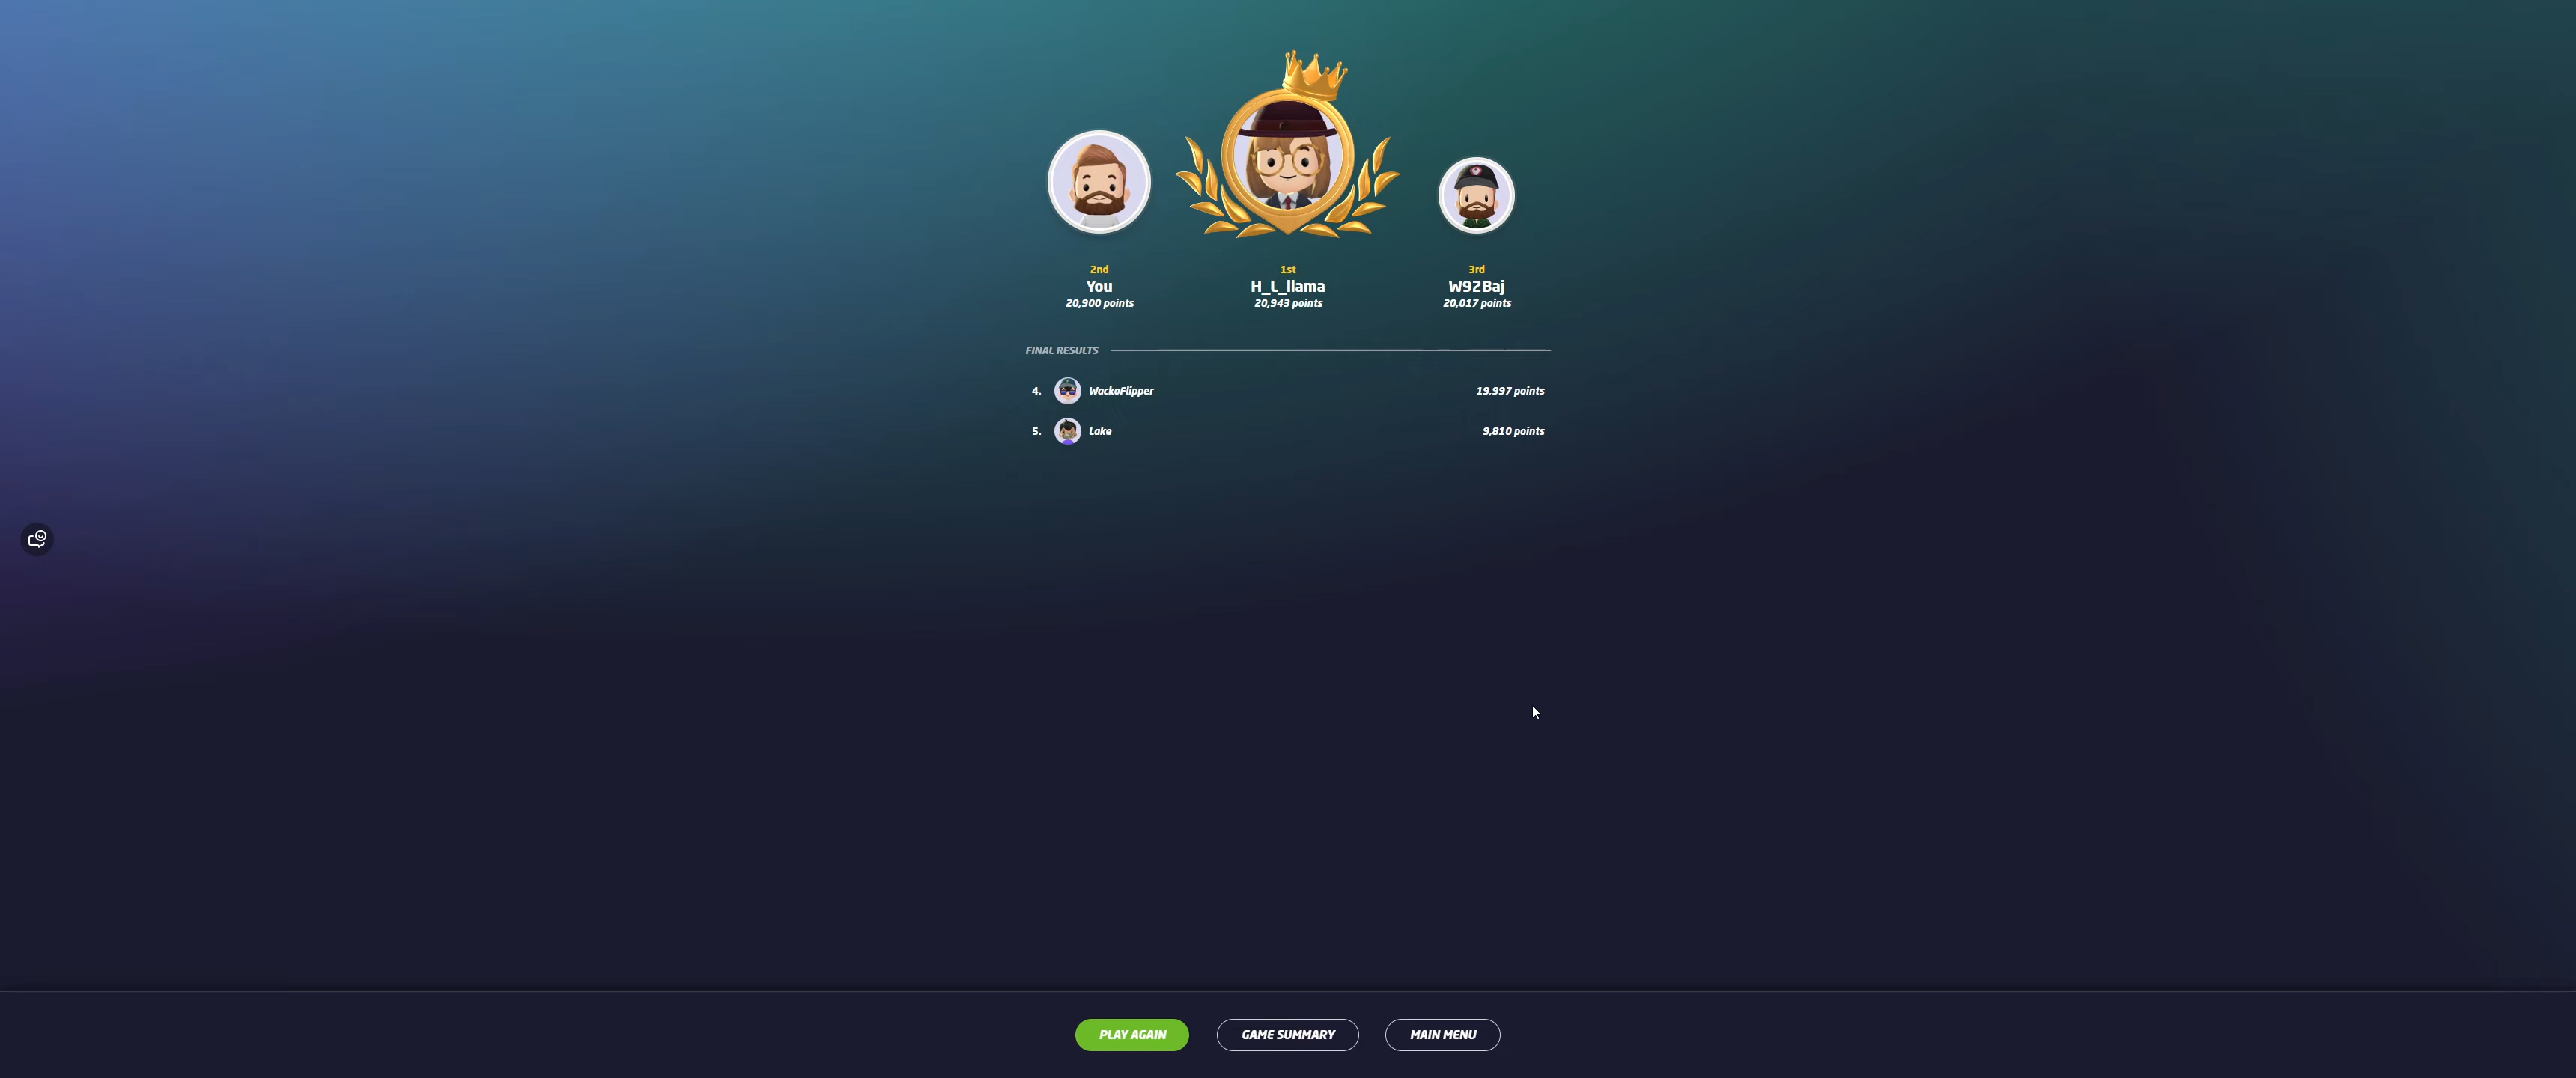 2nd
You
20,900 points
1st
H_L_llama
20,943 points
3rd
W92Baj
20,017 points
FINAL RESULTS
4. WackoFlipper 19,997 points
5. Lake 9,810 points
PLAY AGAIN
GAME SUMMARY
MAIN MENU